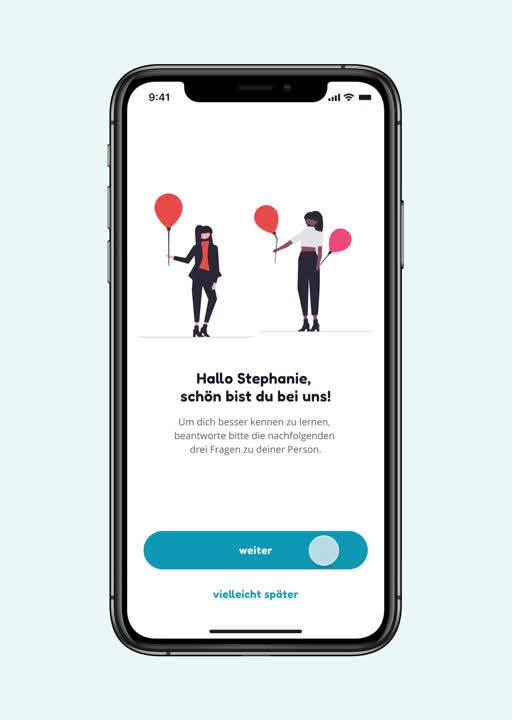 9:41
Hallo Stephanie,
schön bist du bei uns!
Um dich besser kennen zu lernen,
beantworte bitte die nachfolgenden
drei Fragen zu deiner Person.
weiter
vielleicht später